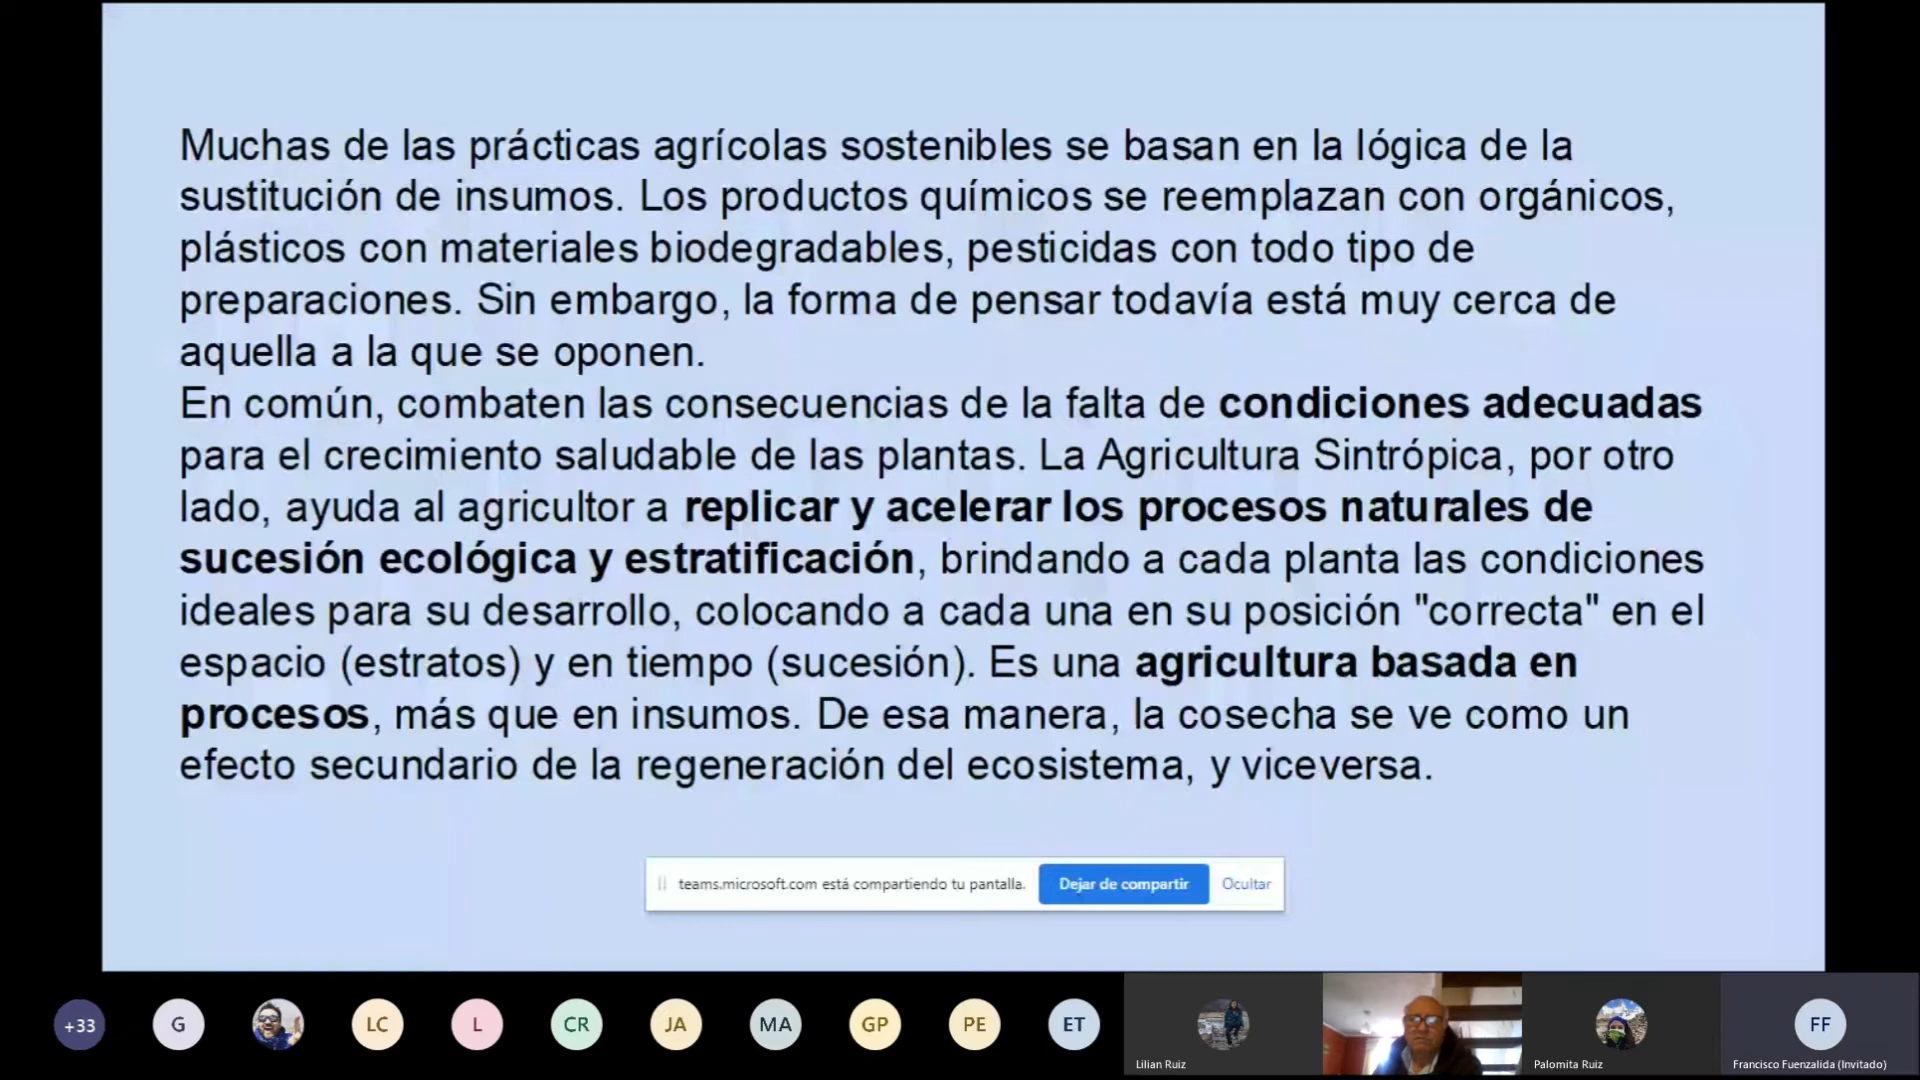 Muchas de las prácticas agrícolas sostenibles se basan en la lógica de la
sustitución de insumos. Los productos químicos se reemplazan con orgánicos,
plásticos con materiales biodegradables, pesticidas con todo tipo de
preparaciones. Sin embargo, la forma de pensar todavía está muy cerca de
aquella a la que se oponen.
En común, combaten las consecuencias de la falta de condiciones adecuadas
para el crecimiento saludable de las plantas. La Agricultura Sintrópica, por otro
lado, ayuda al agricultor a replicar y acelerar los procesos naturales de
sucesión ecológica y estratificación, brindando a cada planta las condiciones
ideales para su desarrollo, colocando a cada una en su posición "correcta" en el
espacio (estratos) y en tiempo (sucesión). Es una agricultura basada en
procesos, más que en insumos. De esa manera, la cosecha se ve como un
efecto secundario de la regeneración del ecosistema, y viceversa.
teams.microsoft.com está compartiendo tu pantalla. Dejar de compartir Ocultar
+33 G LC L CR JA MA GP PE ET FF
Lilian Ruiz Palomita Ruiz Francisco Fuenzalida (Invitado)